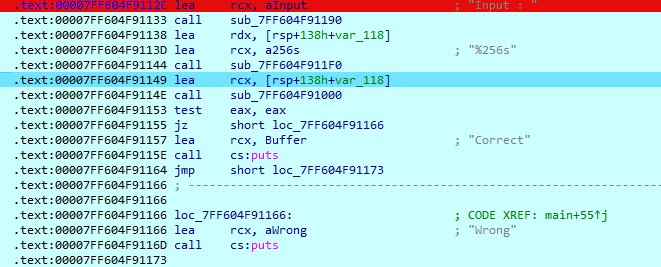 .text:00007FF604F9112C lea rcx, aInput ; "Input : "
.text:00007FF604F91133 call sub_7FF604F91190
.text:00007FF604F91138 lea rdx, [rsp+138h+var_118]
.text:00007FF604F9113D lea rcx, a256s ; "%256s"
.text:00007FF604F91144 call sub_7FF604F911F0
.text:00007FF604F91149 lea rcx, [rsp+138h+var_118]
.text:00007FF604F9114E call sub_7FF604F91000
.text:00007FF604F91153 test eax, eax
.text:00007FF604F91155 jz short loc_7FF604F91166
.text:00007FF604F91157 lea rcx, Buffer ; "Correct"
.text:00007FF604F9115E call cs:puts
.text:00007FF604F91164 jmp short loc_7FF604F91173
.text:00007FF604F91166 ; ---------------------------------------------------------------------------
.text:00007FF604F91166
.text:00007FF604F91166 loc_7FF604F91166: ; CODE XREF: main+55↑j
.text:00007FF604F91166 lea rcx, aWrong ; "Wrong"
.text:00007FF604F9116D call cs:puts
.text:00007FF604F91173